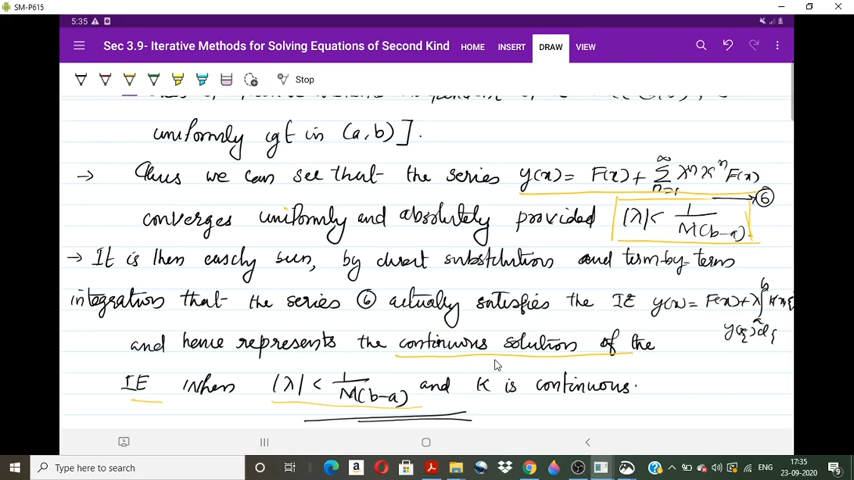 SM-P615
5:35
Sec 3.9- Iterative Methods for Solving Equations of Second Kind HOME INSERT DRAW VIEW
Stop
uniformly cgt in (a,b)].
→ Thus we can see that the series y(x) = F(x) + ∑_{n=1}^{∞} λⁿ Kⁿ F(x)
→ ⑥
converges uniformly and absolutely provided |λ| < 1/M(b-a).
→ It is then easily seen, by direct substitution and term-by-term
integration that the series ⑥ actually satisfies the IE y(x) = F(x) + λ∫_a^b K(x,ξ
y(ξ)dξ
and hence represents the continuous solution of the
IE when |λ| < 1/M(b-a) and K is continuous.
Type here to search
ENG
17:35
23-09-2020
9